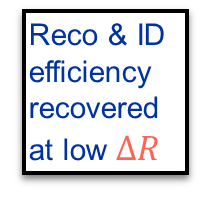 Reco & ID
efficiency
recovered
at low ΔR